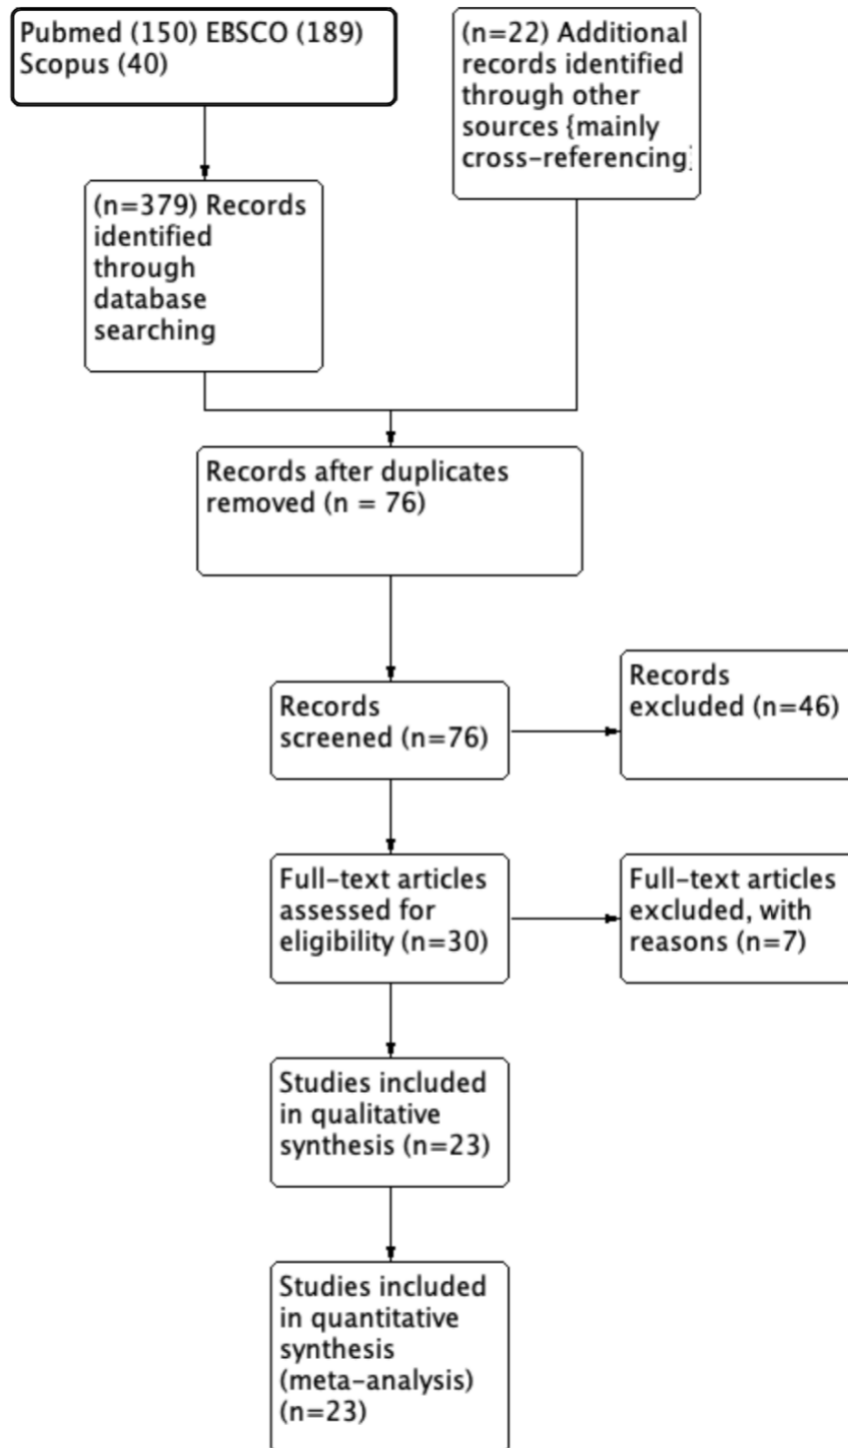 Pubmed (150) EBSCO (189)
Scopus (40)
(n=22) Additional
records identified
through other
sources {mainly
cross-referencing
(n=379) Records
identified
through
database
searching
Records after duplicates
removed (n = 76)
Records
screened (n=76)
Records
excluded (n=46)
Full-text articles
assessed for
eligibility (n=30)
Full-text articles
excluded, with
reasons (n=7)
Studies included
in qualitative
synthesis (n=23)
Studies included
in quantitative
synthesis
(meta-analysis)
(n=23)